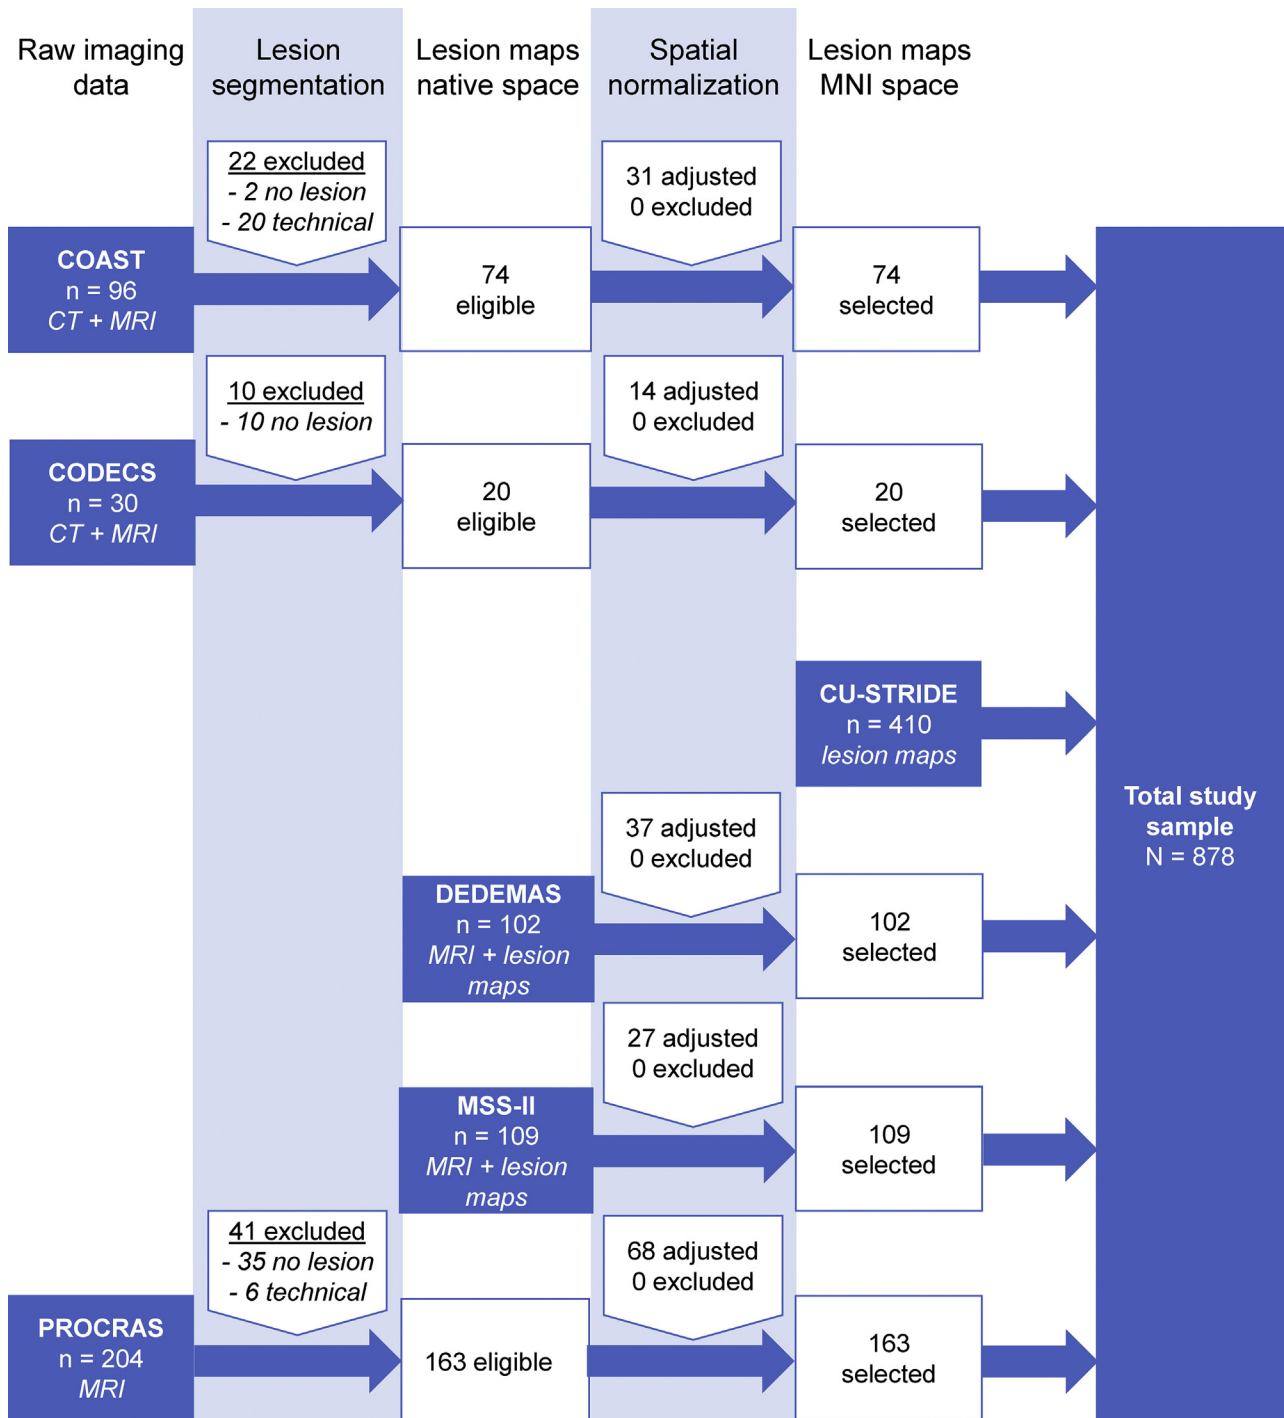 Raw imaging
data
Lesion
segmentation
Lesion maps
native space
Spatial
normalization
Lesion maps
MNI space
22 excluded
- 2 no lesion
- 20 technical
31 adjusted
0 excluded
COAST
n = 96
CT + MRI
74
eligible
74
selected
10 excluded
- 10 no lesion
14 adjusted
0 excluded
CODECS
n = 30
CT + MRI
20
eligible
20
selected
CU-STRIDE
n = 410
lesion maps
Total study
sample
N = 878
37 adjusted
0 excluded
DEDEMAS
n = 102
MRI + lesion
maps
102
selected
27 adjusted
0 excluded
MSS-II
n = 109
MRI + lesion
maps
109
selected
41 excluded
- 35 no lesion
- 6 technical
68 adjusted
0 excluded
PROCRAS
n = 204
MRI
163 eligible
163
selected